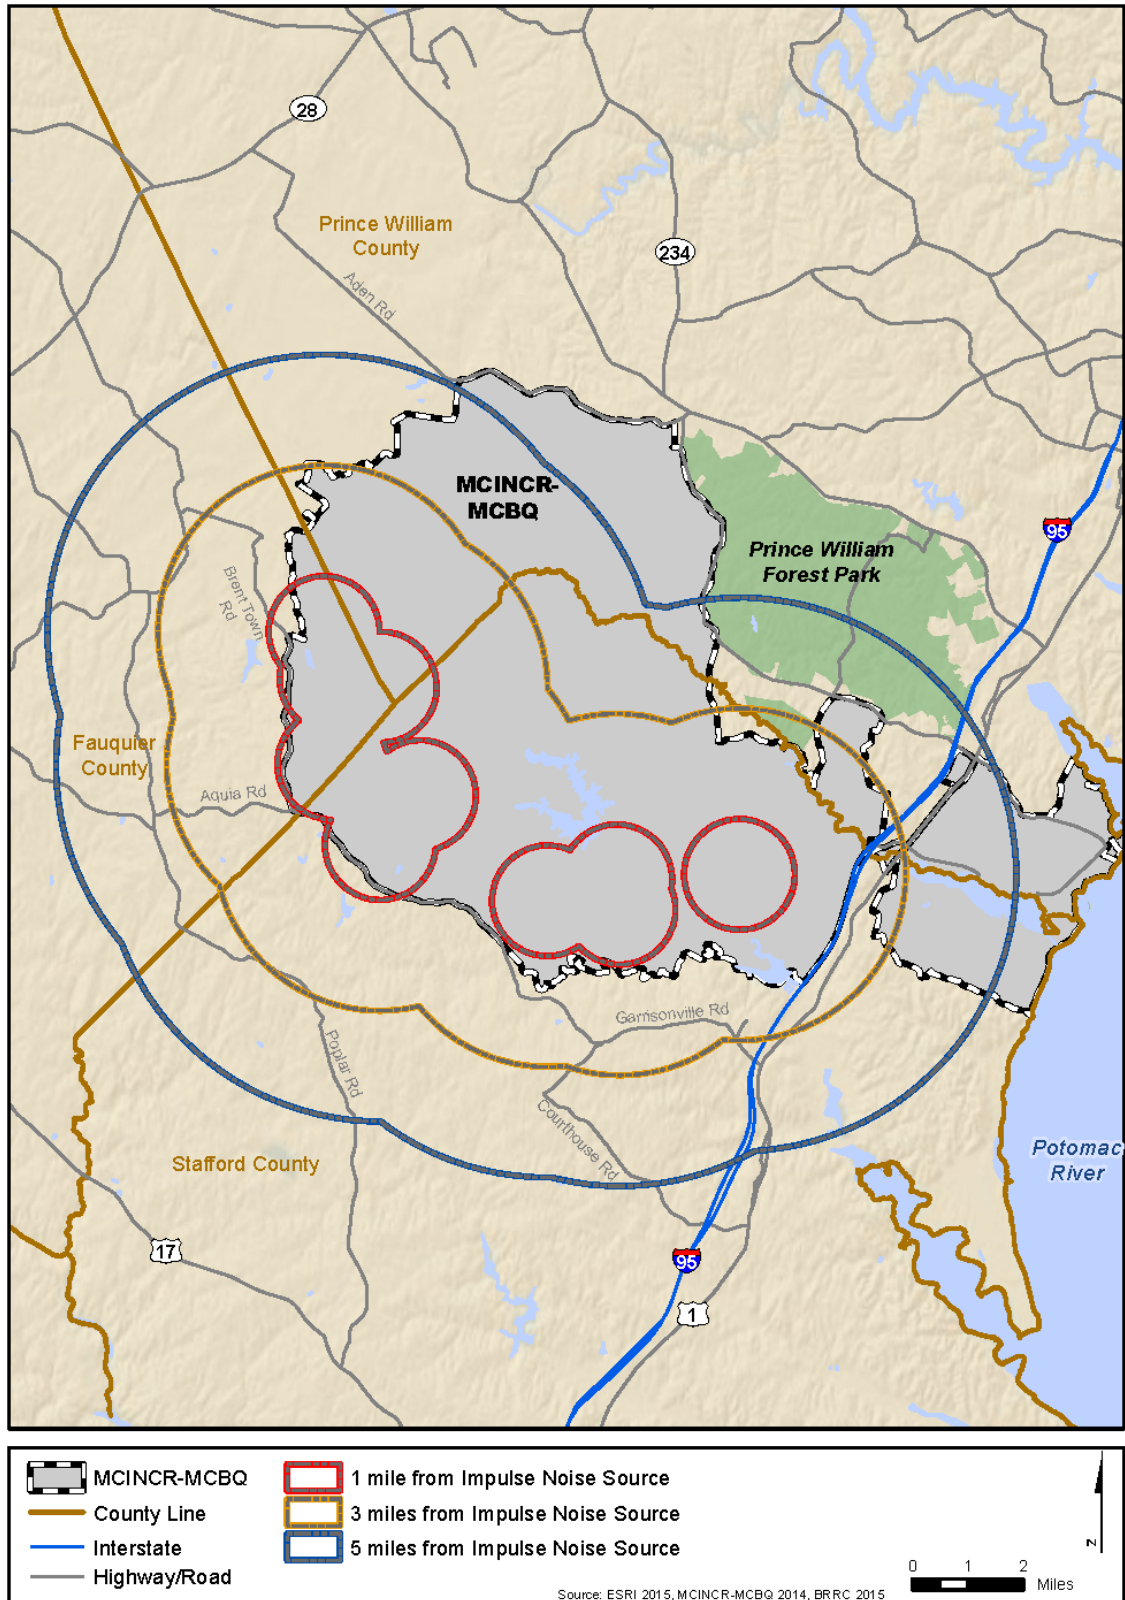 28
Prince William
County
234
Aden Rd
MCINCR-
MCBQ
95
Prince William
Forest Park
Brent Town
Rd
Fauquier
County
Aquia Rd
Garrisonville Rd
Poplar Rd
Courthouse Rd
Stafford County
Potomac
River
17
95
1
MCINCR-MCBQ
County Line
Interstate
Highway/Road
1 mile from Impulse Noise Source
3 miles from Impulse Noise Source
5 miles from Impulse Noise Source
N
0 1 2
Miles
Source: ESRI 2015, MCINCR-MCBQ 2014, BRRC 2015